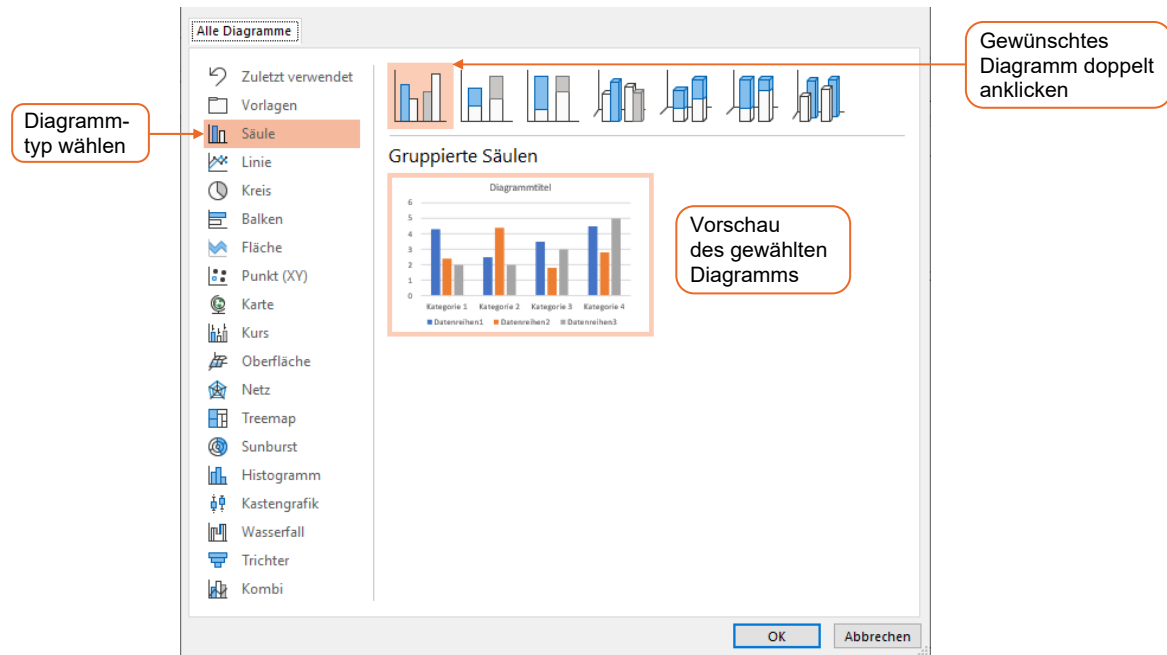 Alle Diagramme
Gewünschtes
Diagramm doppelt
anklicken
Diagramm-
typ wählen
Zuletzt verwendet
Vorlagen
Säule
Linie
Kreis
Balken
Fläche
Punkt (XY)
Karte
Kurs
Oberfläche
Netz
Treemap
Sunburst
Histogramm
Kastengrafik
Wasserfall
Trichter
Kombi
Gruppierte Säulen
Diagrammtitel
6
5
4
3
2
1
0
Kategorie 1 Kategorie 2 Kategorie 3 Kategorie 4
Datenreihen1 Datenreihen2 Datenreihen3
Vorschau
des gewählten
Diagramms
OK Abbrechen